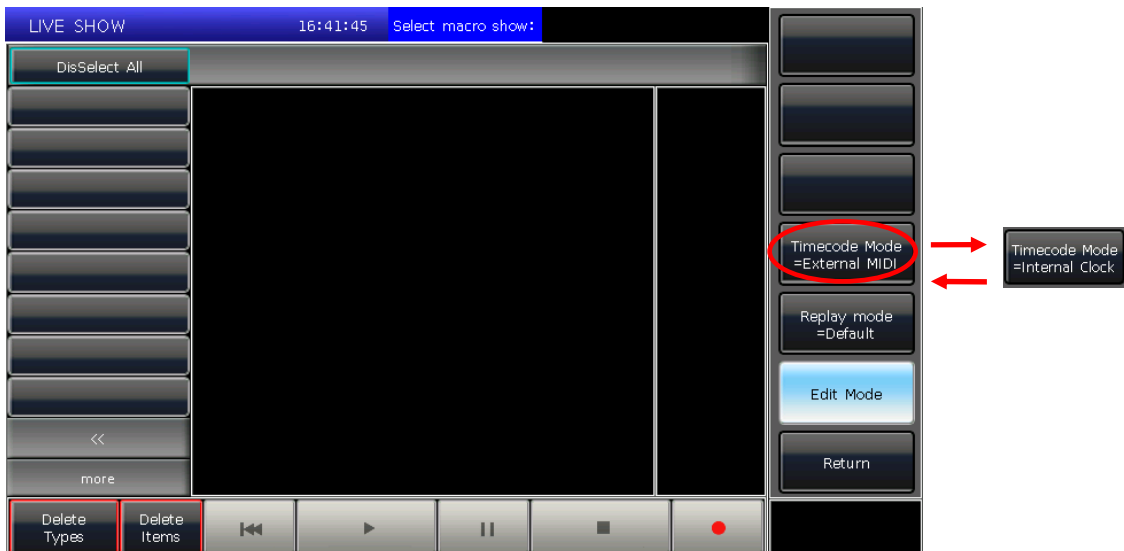 LIVE SHOW 16:41:45 Select macro show:
DisSelect All
Timecode Mode
=External MIDI
Timecode Mode
=Internal Clock
Replay mode
=Default
Edit Mode
<<
Return
more
Delete
Types
Delete
Items